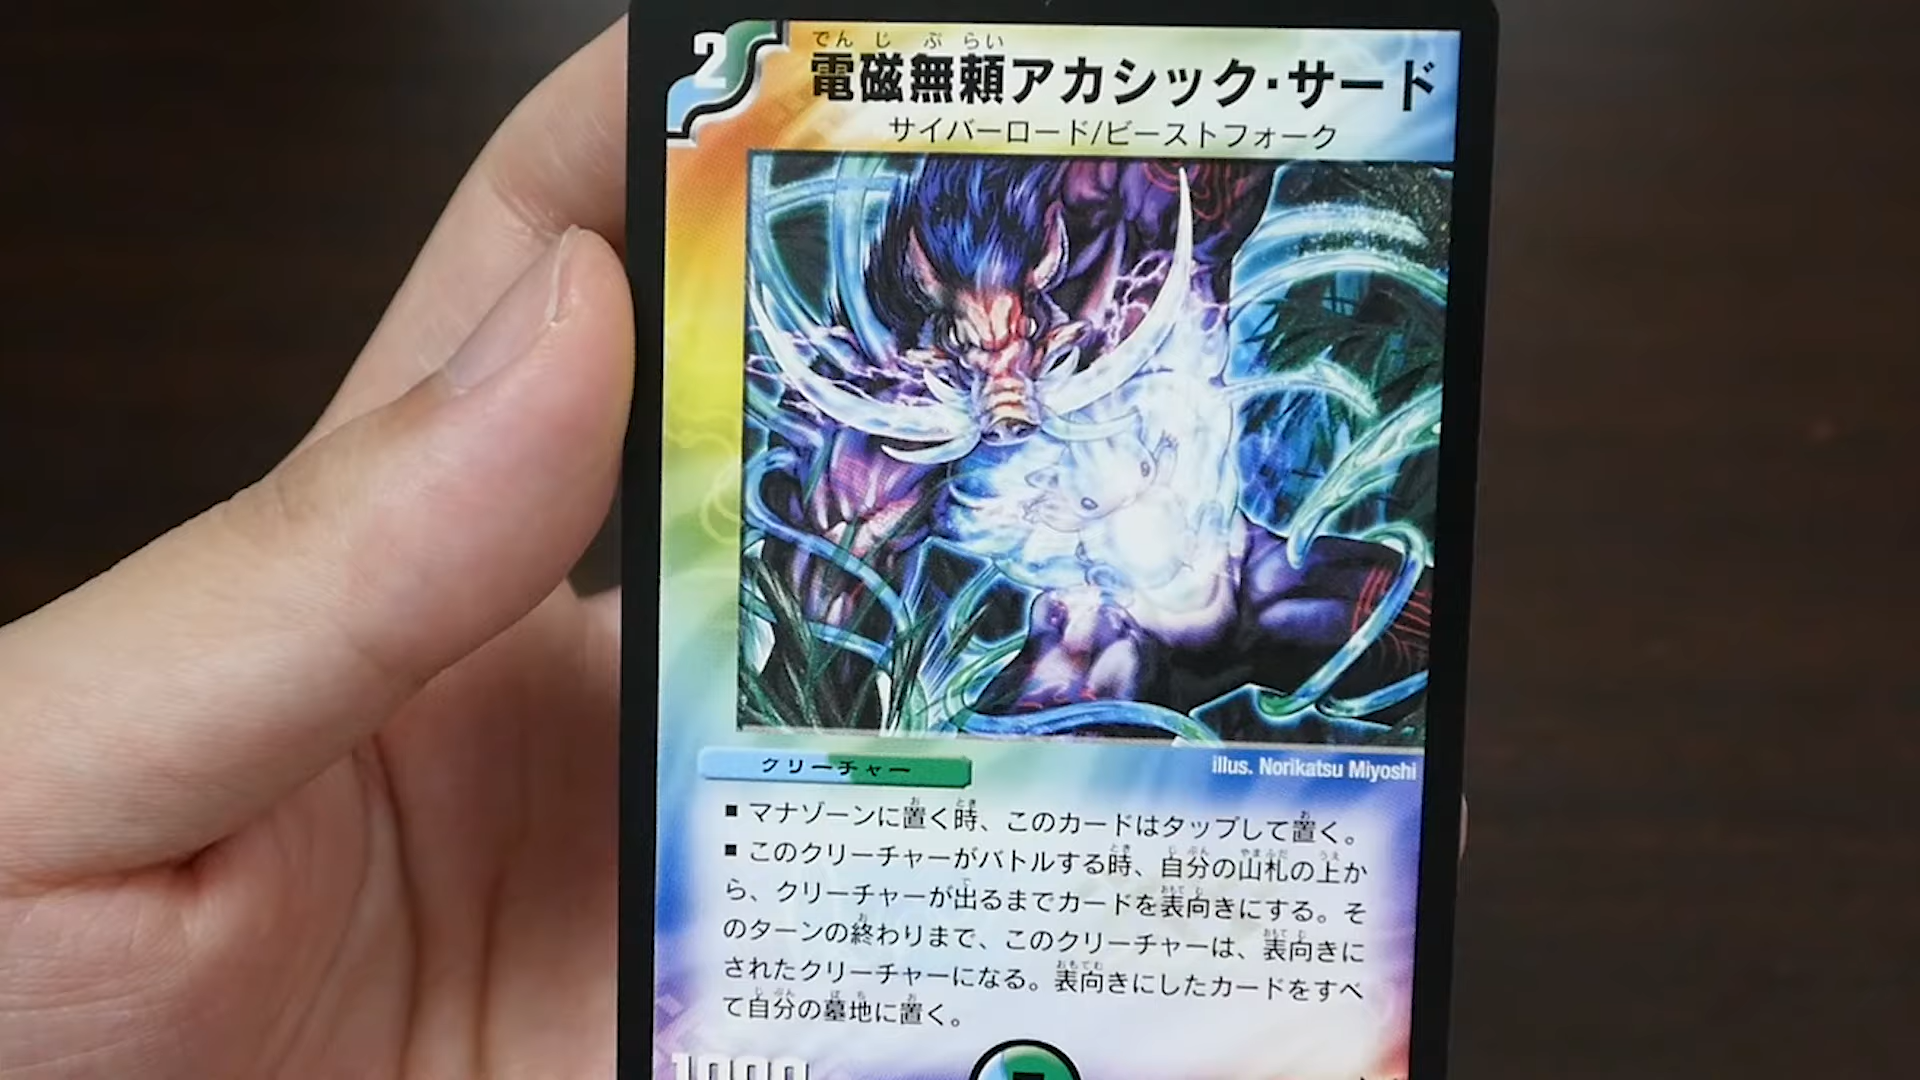 2
でん じ ぶ らい
電磁無頼アカシック・サード
サイバーロード/ビーストフォーク
クリーチャー
illus. Norikatsu Miyoshi
■ マナゾーンに置く時、このカードはタップして置く。
■ このクリーチャーがバトルする時、自分の山札の上か
ら、クリーチャーが出るまでカードを表向きにする。そ
のターンの終わりまで、このクリーチャーは、表向きに
されたクリーチャーになる。表向きにしたカードをすべ
て自分の墓地に置く。